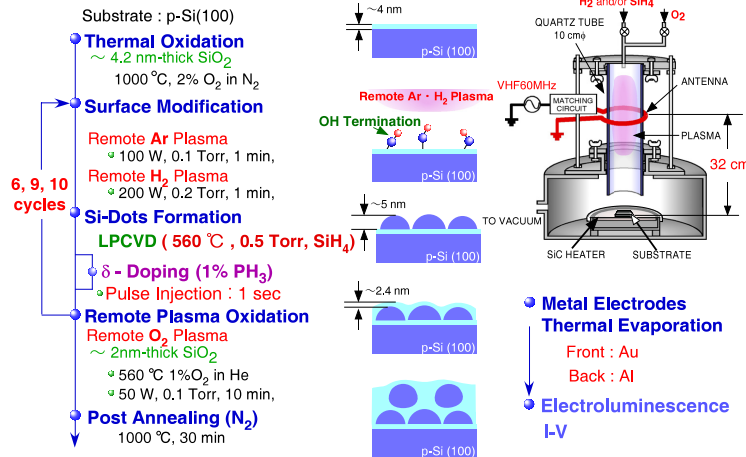 Substrate : p-Si(100)
Thermal Oxidation
～ 4.2 nm-thick SiO2
1000 °C, 2% O2 in N2
Surface Modification
Remote Ar Plasma
100 W, 0.1 Torr, 1 min,
Remote H2 Plasma
200 W, 0.2 Torr, 1 min,
6, 9, 10
cycles
Si-Dots Formation
LPCVD ( 560 ℃ , 0.5 Torr, SiH4)
δ - Doping (1% PH3)
Pulse Injection : 1 sec
Remote Plasma Oxidation
Remote O2 Plasma
～ 2nm-thick SiO2
560 ℃ 1%O2 in He
50 W, 0.1 Torr, 10 min,
Post Annealing (N2)
1000 ℃, 30 min
～4 nm
p-Si (100)
Remote Ar・H2 Plasma
OH Termination
p-Si (100)
～5 nm
p-Si (100)
～2.4 nm
p-Si (100)
p-Si (100)
H2 and/or SiH4
O2
QUARTZ TUBE
10 cmφ
VHF60MHz
MATCHING
CIRCUIT
ANTENNA
PLASMA
32 cm
TO VACUUM
SiC HEATER
SUBSTRATE
Metal Electrodes
Thermal Evaporation
Front : Au
Back : Al
Electroluminescence
I-V